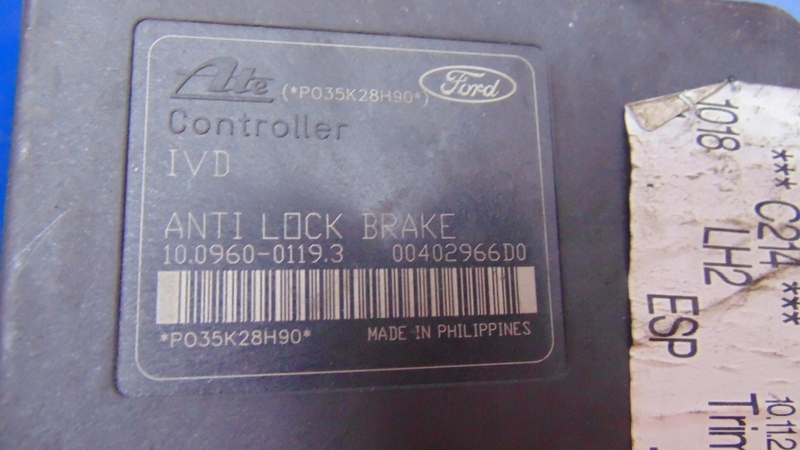 Ate (*P035K28H90*) Ford
Controller
IVD
ANTI LOCK BRAKE
10.0960-0119.3 00402966D0
*P035K28H90* MADE IN PHILIPPINES
*** C214 ***
1018 LH2 ESP